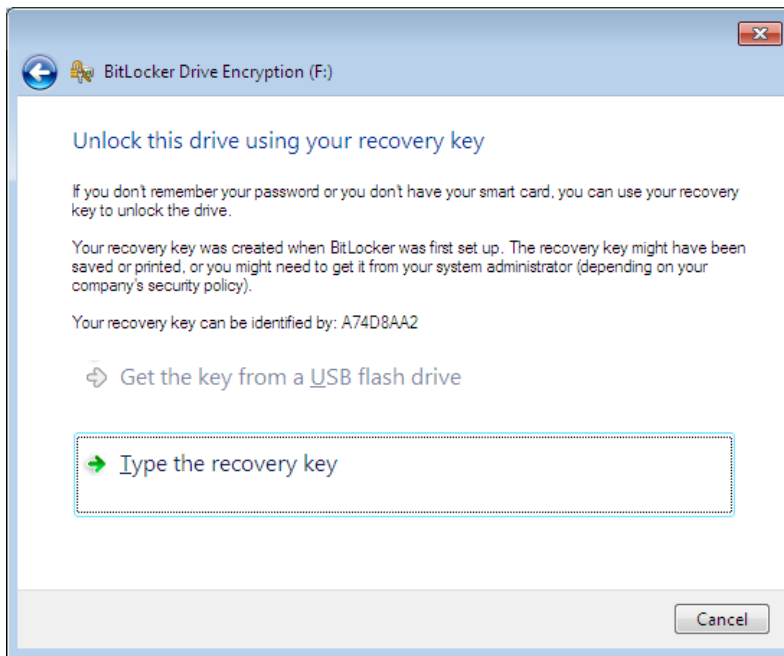 BitLocker Drive Encryption (F:)
Unlock this drive using your recovery key
If you don't remember your password or you don't have your smart card, you can use your recovery
key to unlock the drive.
Your recovery key was created when BitLocker was first set up. The recovery key might have been
saved or printed, or you might need to get it from your system administrator (depending on your
company's security policy).
Your recovery key can be identified by: A74D8AA2
Get the key from a USB flash drive
Type the recovery key
Cancel